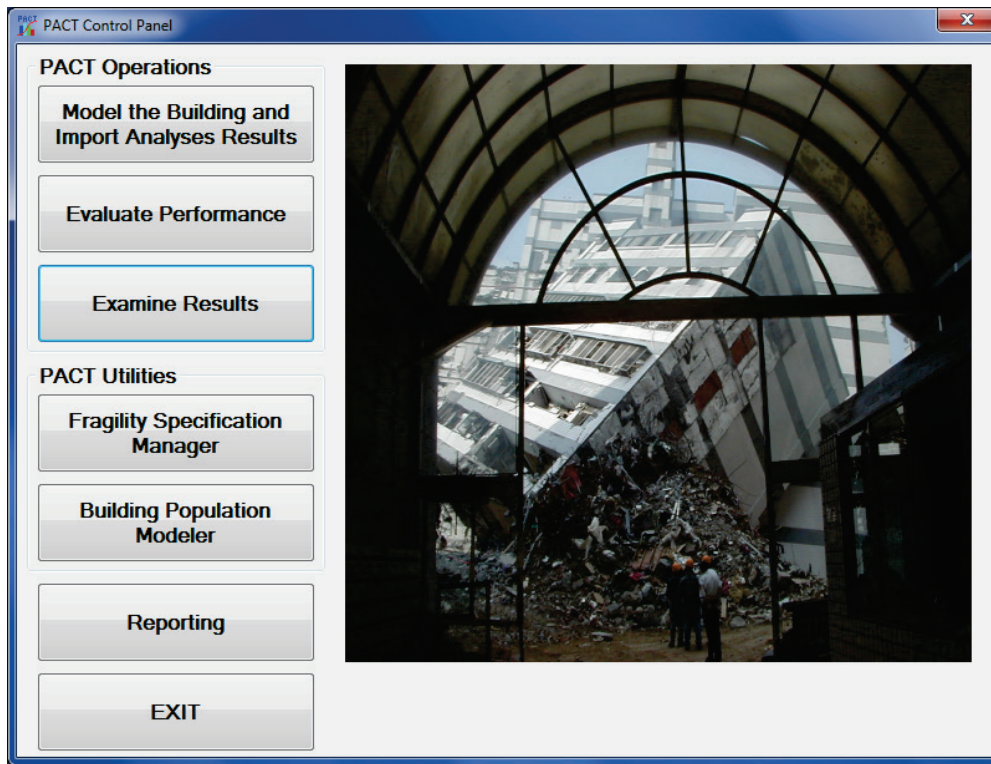 PACT
PACT Control Panel
PACT Operations
Model the Building and
Import Analyses Results
Evaluate Performance
Examine Results
PACT Utilities
Fragility Specification
Manager
Building Population
Modeler
Reporting
EXIT